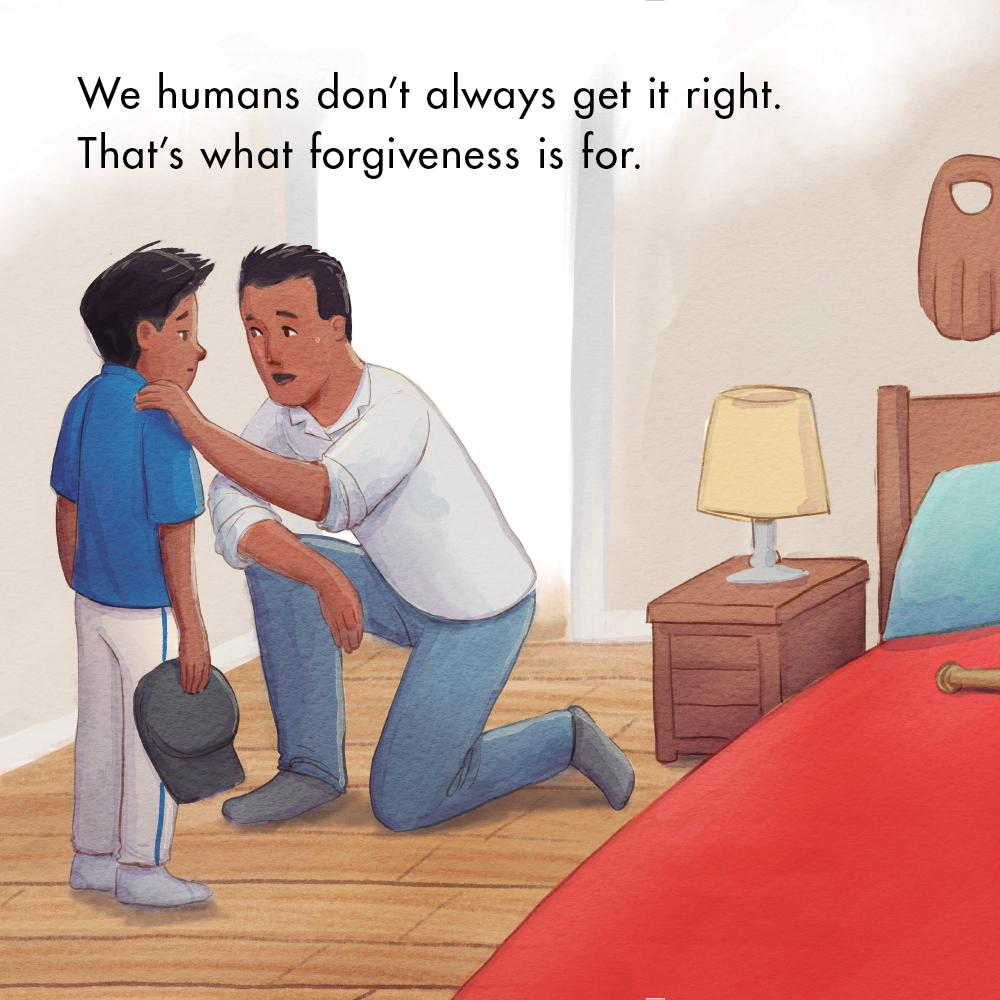 We humans don’t always get it right.
That’s what forgiveness is for.